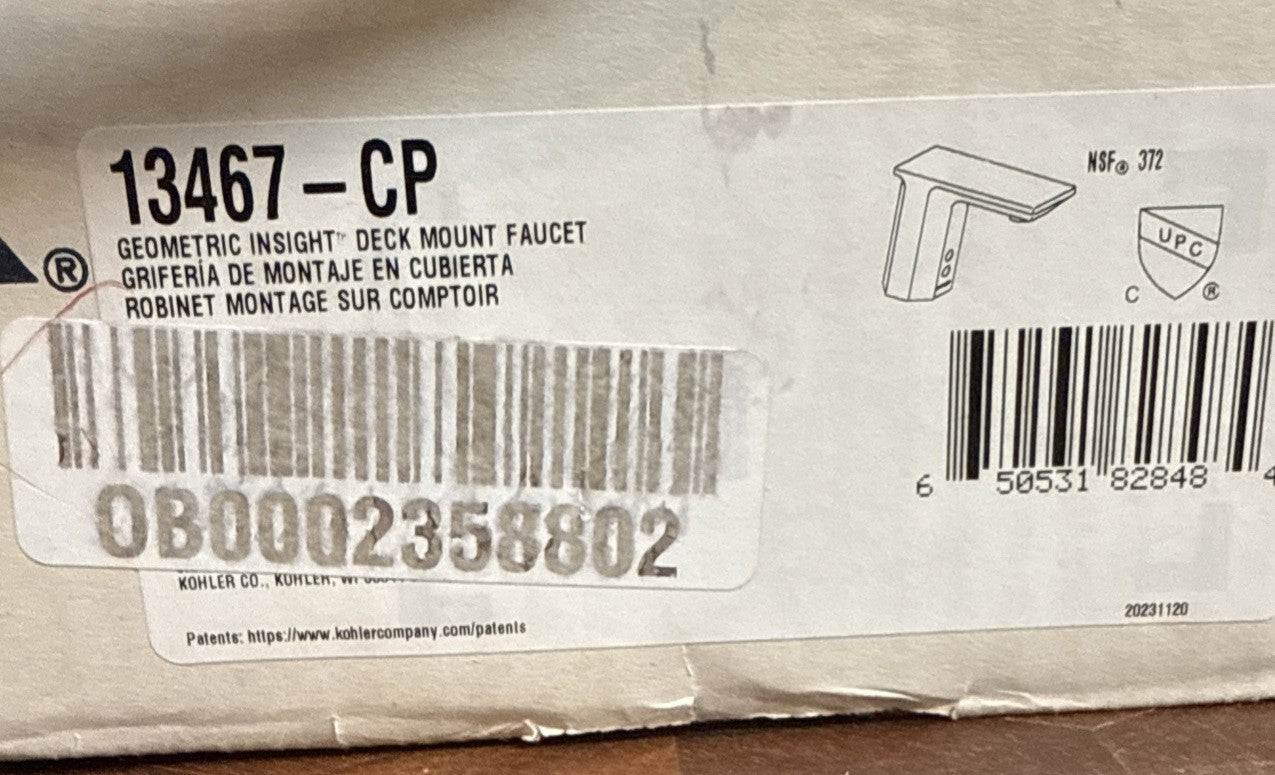 13467-CP
GEOMETRIC INSIGHT™ DECK MOUNT FAUCET
GRIFERÍA DE MONTAJE EN CUBIERTA
ROBINET MONTAGE SUR COMPTOIR
®
NSF® 372
UPC
C ®
6 50531 82848 4
OB0002358802
KOHLER CO., KOHLER, WI
Patents: https://www.kohlercompany.com/patents
20231120